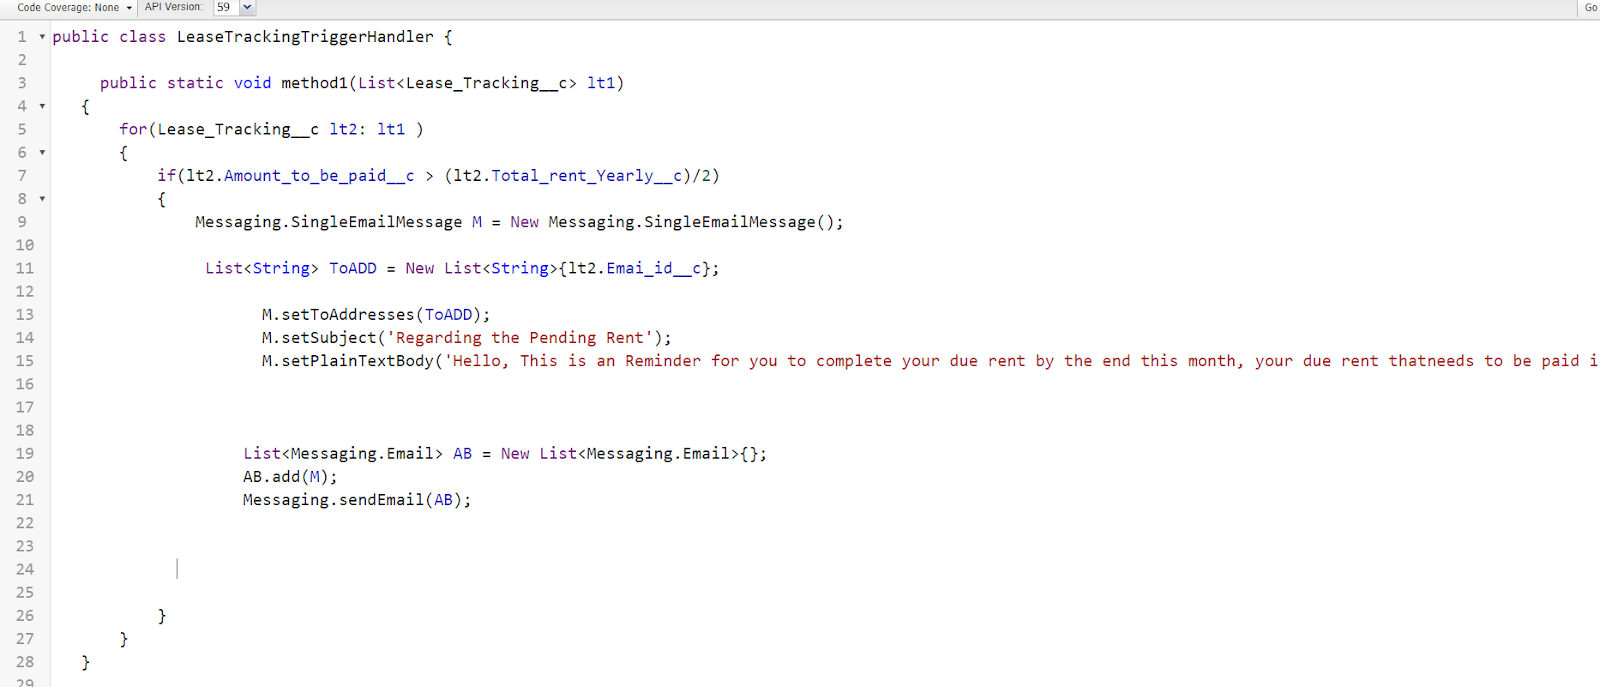 Code Coverage: None API Version: 59 Go
1 public class LeaseTrackingTriggerHandler {
2
3 public static void method1(List<Lease_Tracking__c> lt1)
4 {
5 for(Lease_Tracking__c lt2: lt1 )
6 {
7 if(lt2.Amount_to_be_paid__c > (lt2.Total_rent_Yearly__c)/2)
8 {
9 Messaging.SingleEmailMessage M = New Messaging.SingleEmailMessage();
10
11 List<String> ToADD = New List<String>{lt2.Emai_id__c};
12
13 M.setToAddresses(ToADD);
14 M.setSubject('Regarding the Pending Rent');
15 M.setPlainTextBody('Hello, This is an Reminder for you to complete your due rent by the end this month, your due rent thatneeds to be paid i
16
17
18
19 List<Messaging.Email> AB = New List<Messaging.Email>{};
20 AB.add(M);
21 Messaging.sendEmail(AB);
22
23
24
25
26 }
27 }
28 }
29